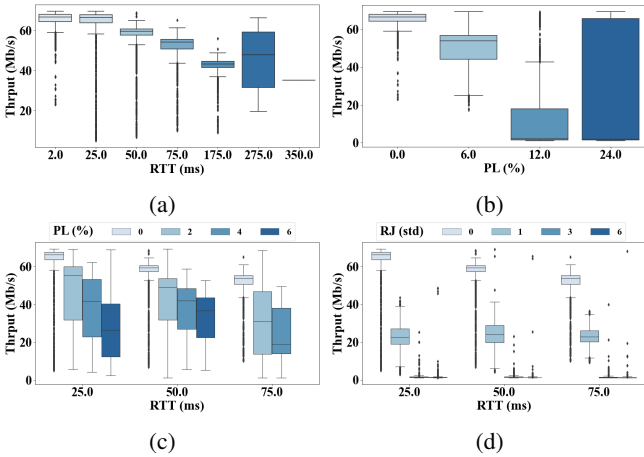 Thrput (Mb/s)
60
40
20
2.0 25.0 50.0 75.0 175.0 275.0 350.0
RTT (ms)
(a)
Thrput (Mb/s)
60
40
20
0
0.0 6.0 12.0 24.0
PL (%)
(b)
PL (%) 0 2 4 6
Thrput (Mb/s)
60
40
20
0
25.0 50.0 75.0
RTT (ms)
(c)
RJ (std) 0 1 3 6
Thrput (Mb/s)
60
40
20
0
25.0 50.0 75.0
RTT (ms)
(d)